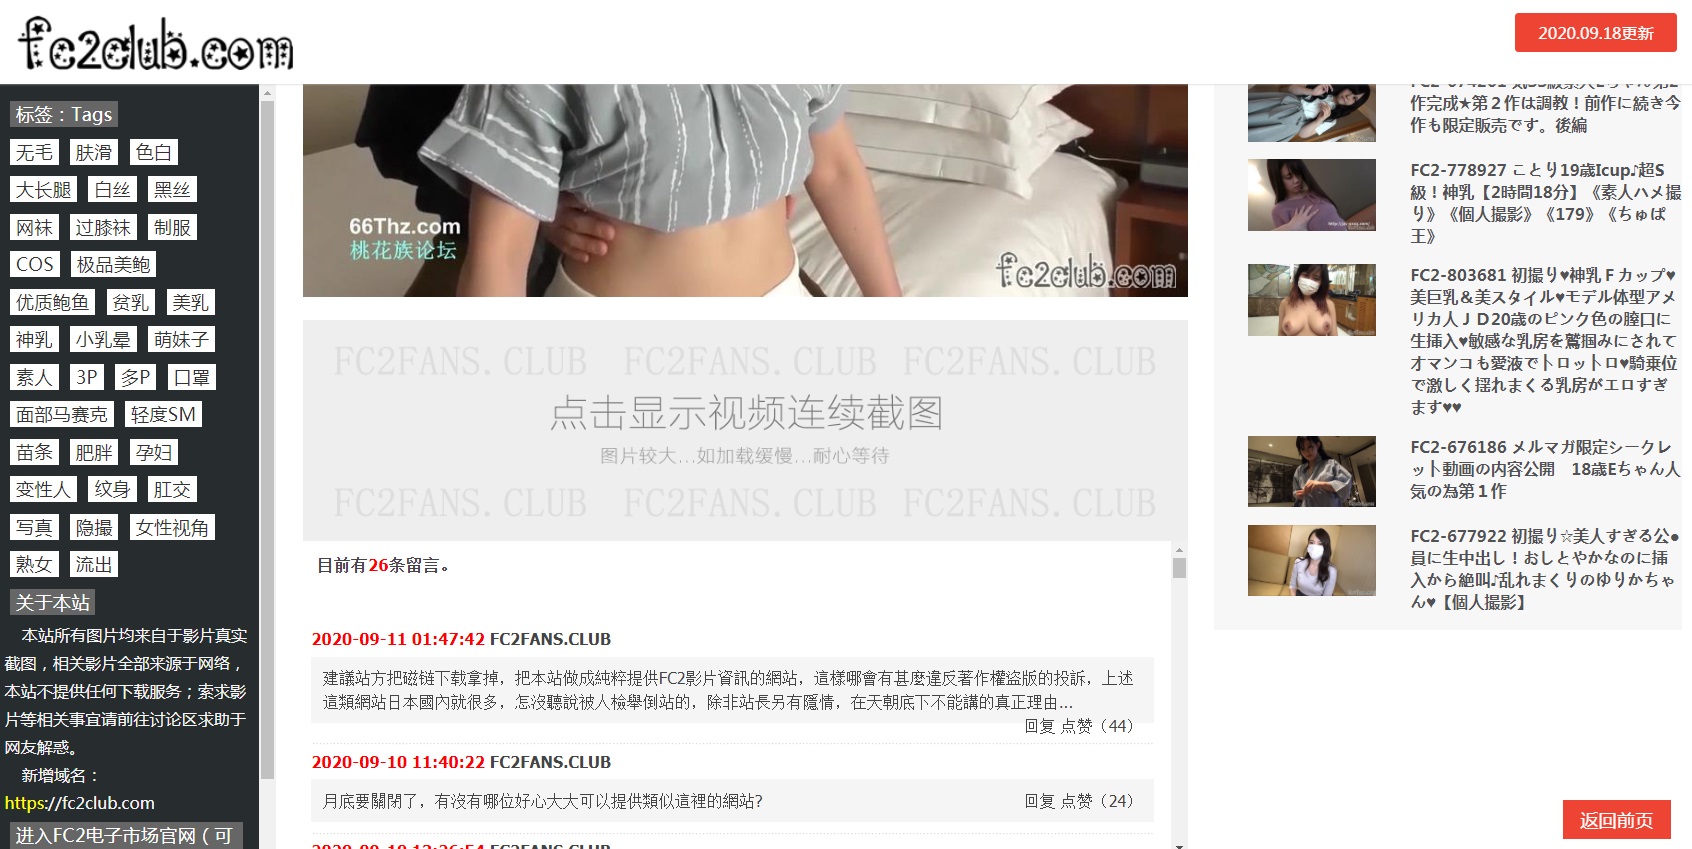 fc2club.com
2020.09.18更新
标签：Tags
无毛 肤滑 色白
大长腿 白丝 黑丝
网袜 过膝袜 制服
COS 极品美鲍
优质鲍鱼 贫乳 美乳
神乳 小乳晕 萌妹子
素人 3P 多P 口罩
面部马赛克 轻度SM
苗条 肥胖 孕妇
变性人 纹身 肛交
写真 隐撮 女性视角
熟女 流出
关于本站
本站所有图片均来自于影片真实
截图，相关影片全部来源于网络，
本站不提供任何下载服务；索求影
片等相关事宜请前往讨论区求助于
网友解惑。
新增域名：
https://fc2club.com
进入FC2电子市场官网（可
66Thz.com
桃花族论坛
fc2club.com
FC2FANS.CLUB FC2FANS.CLUB FC2FANS.CLUB
点击显示视频连续截图
图片较大...如加载缓慢...耐心等待
FC2FANS.CLUB FC2FANS.CLUB FC2FANS.CLUB
目前有26条留言。
2020-09-11 01:47:42 FC2FANS.CLUB
建議站方把磁链下载拿掉，把本站做成純粹提供FC2影片資訊的網站，這樣哪會有甚麼違反著作權盜版的投訴，上述
這類網站日本國內就很多，怎沒聽說被人檢舉倒站的，除非站長另有隱情，在天朝底下不能講的真正理由...
回复 点赞（44）
2020-09-10 11:40:22 FC2FANS.CLUB
月底要關閉了，有沒有哪位好心大大可以提供類似這裡的網站?
回复 点赞（24）
作完成★第２作は調教！前作に続き今
作も限定販売です。後編
FC2-778927 ことり19歳Icup♪超S
級！神乳【2時間18分】《素人ハメ撮
り》《個人撮影》《179》《ちゅぱ
王》
FC2-803681 初撮り♥神乳Ｆカップ♥
美巨乳＆美スタイル♥モデル体型アメ
リカ人ＪＤ20歳のピンク色の膣口に
生挿入♥敏感な乳房を鷲掴みにされて
オマンコも愛液でトロットロ♥騎乗位
で激しく揺れまくる乳房がエロすぎ
ます♥♥
FC2-676186 メルマガ限定シークレ
ット動画の内容公開　18歳Eちゃん人
気の為第１作
FC2-677922 初撮り☆美人すぎる公●
員に生中出し！おしとやかなのに挿
入から絶叫♪乱れまくりのゆりかちゃ
ん♥【個人撮影】
返回前页